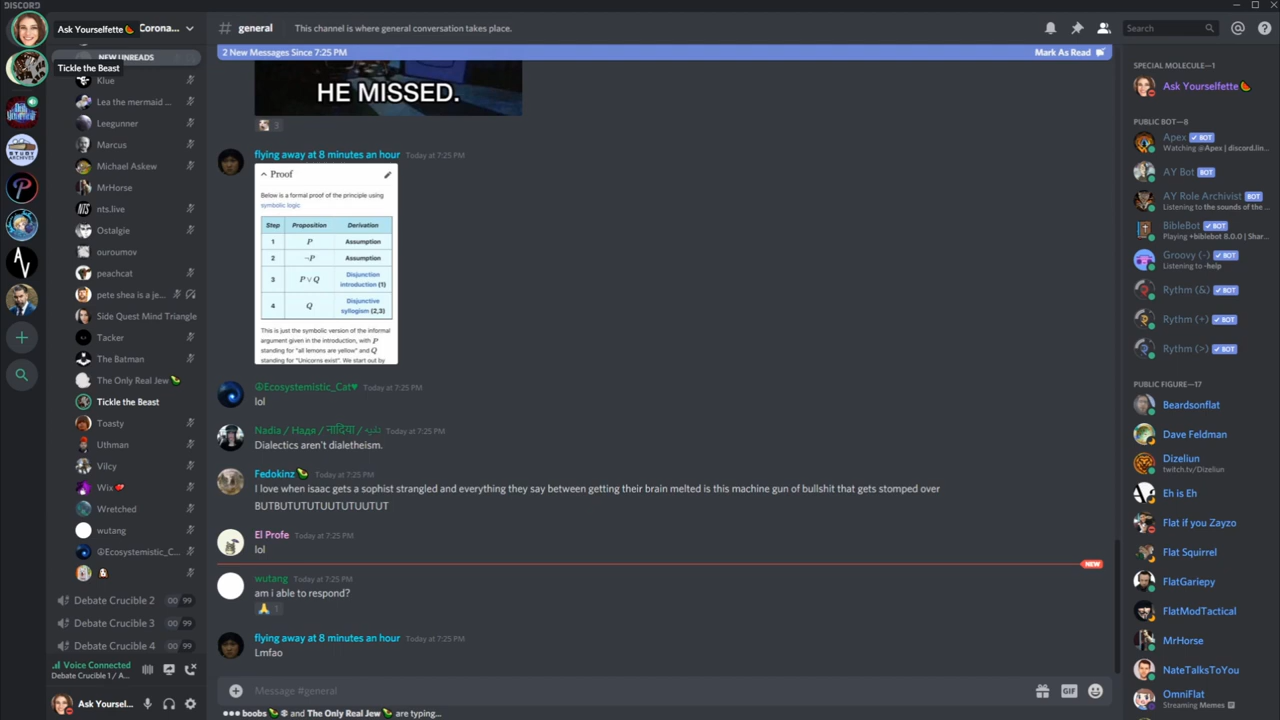 DISCORD
Ask Yourselfette
Corona...
# general
This channel is where general conversation takes place.
Search
2 New Messages Since 7:25 PM
Mark As Read
NEW UNREADS
Tickle the Beast
Klue
Lea the mermaid ...
Leegunner
Marcus
Michael Askew
MrHorse
nts.live
Ostalgie
ouroumov
peachcat
pete shea is a je...
Side Quest Mind Triangle
Tacker
The Batman
The Only Real Jew
Tickle the Beast
Toasty
Uthman
Vilcy
Wix
Wretched
wutang
☮Ecosystemistic_C...
Debate Crucible 2 00 99
Debate Crucible 3 00 99
Debate Crucible 4 00 99
Voice Connected
Debate Crucible 1 / A...
Ask Yoursel...
HE MISSED.
3
flying away at 8 minutes an hour Today at 7:25 PM
Proof
Below is a formal proof of the principle using
symbolic logic
Step Proposition Derivation
1 P Assumption
2 ¬P Assumption
3 P ∨ Q Disjunction introduction (1)
4 Q Disjunctive syllogism (2,3)
This is just the symbolic version of the informal
argument given in the introduction, with P
standing for "all lemons are yellow" and Q
standing for "Unicorns exist". We start out by
☮Ecosystemistic_Cat♥ Today at 7:25 PM
lol
Nadia / Надя / नादिया / نادیہ Today at 7:25 PM
Dialectics aren't dialetheism.
Fedokinz Today at 7:25 PM
I love when isaac gets a sophist strangled and everything they say between getting their brain melted is this machine gun of bullshit that gets stomped over
BUTBUTUTUTUUTUTUUTUT
El Profe Today at 7:25 PM
lol
NEW
wutang Today at 7:25 PM
am i able to respond?
1
flying away at 8 minutes an hour Today at 7:25 PM
Lmfao
Message #general
GIF
boobs and The Only Real Jew are typing...
SPECIAL MOLECULE—1
Ask Yourselfette
PUBLIC BOT—8
Apex BOT
Watching @Apex | discord.lin...
AY Bot BOT
AY Role Archivist BOT
Listening to the sounds of the...
BibleBot BOT
Playing +biblebot 8.0.0 | Shar...
Groovy (-) BOT
Listening to -help
Rythm (&) BOT
Rythm (+) BOT
Rythm (>) BOT
PUBLIC FIGURE—17
Beardsonflat
Dave Feldman
Dizeliun
twitch.tv/Dizeliun
Eh is Eh
Flat if you Zayzo
Flat Squirrel
FlatGariepy
FlatModTactical
MrHorse
NateTalksToYou
OmniFlat
Streaming Memes